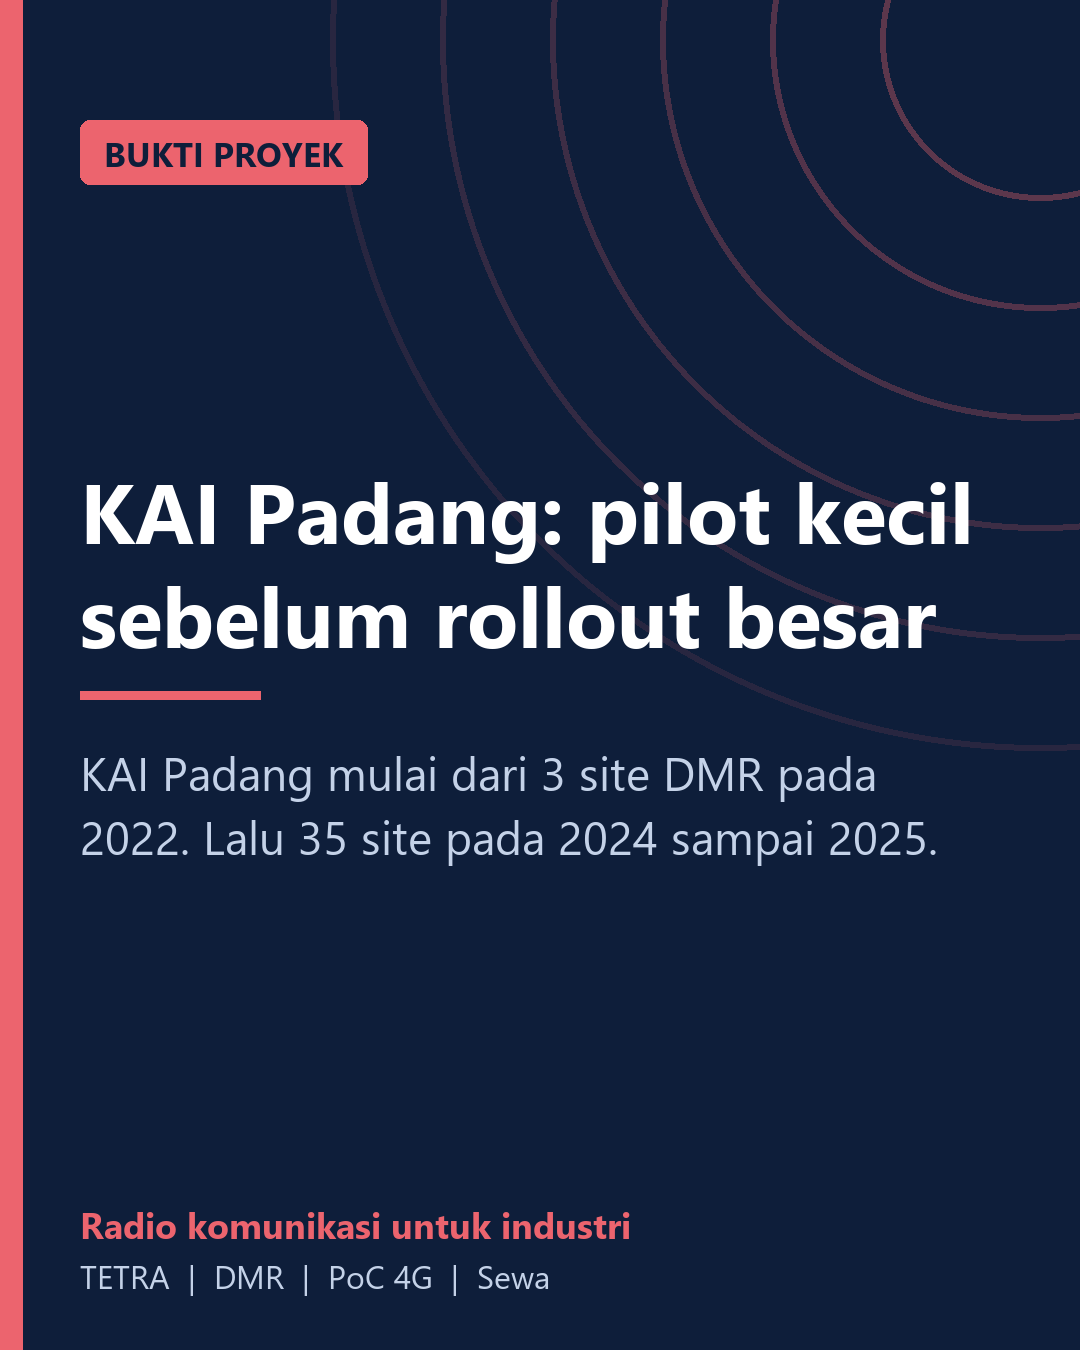 BUKTI PROYEK
KAI Padang: pilot kecil
sebelum rollout besar
KAI Padang mulai dari 3 site DMR pada
2022. Lalu 35 site pada 2024 sampai 2025.
Radio komunikasi untuk industri
TETRA | DMR | PoC 4G | Sewa